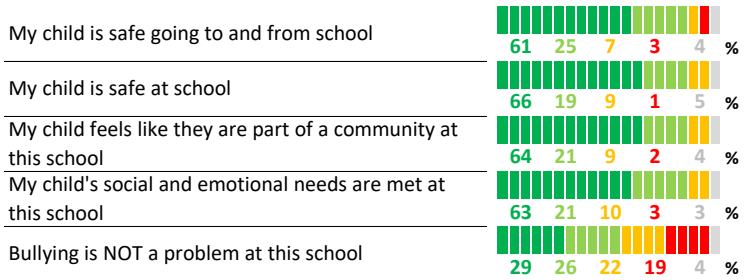 My child is safe going to and from school
61 25 7 3 4 %
My child is safe at school
66 19 9 1 5 %
My child feels like they are part of a community at
this school
64 21 9 2 4 %
My child's social and emotional needs are met at
this school
63 21 10 3 3 %
Bullying is NOT a problem at this school
29 26 22 19 4 %